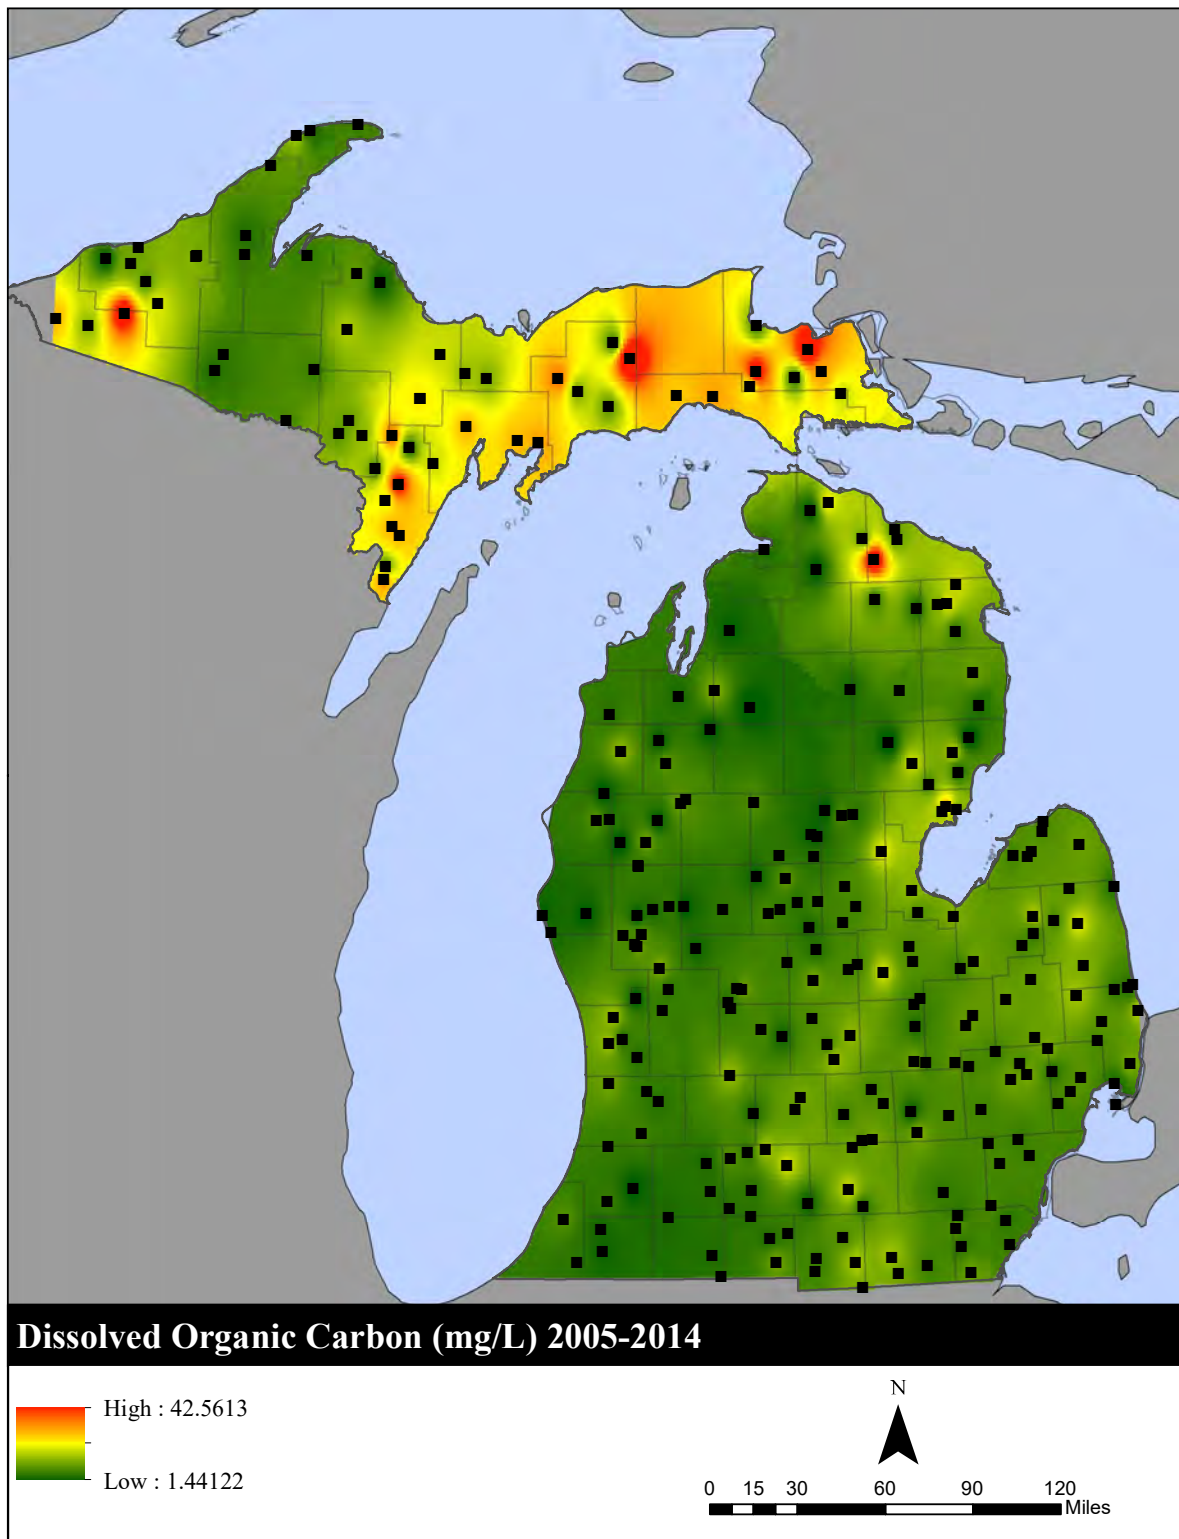 Dissolved Organic Carbon (mg/L) 2005-2014
High : 42.5613
Low : 1.44122
N
0 15 30 60 90 120
Miles